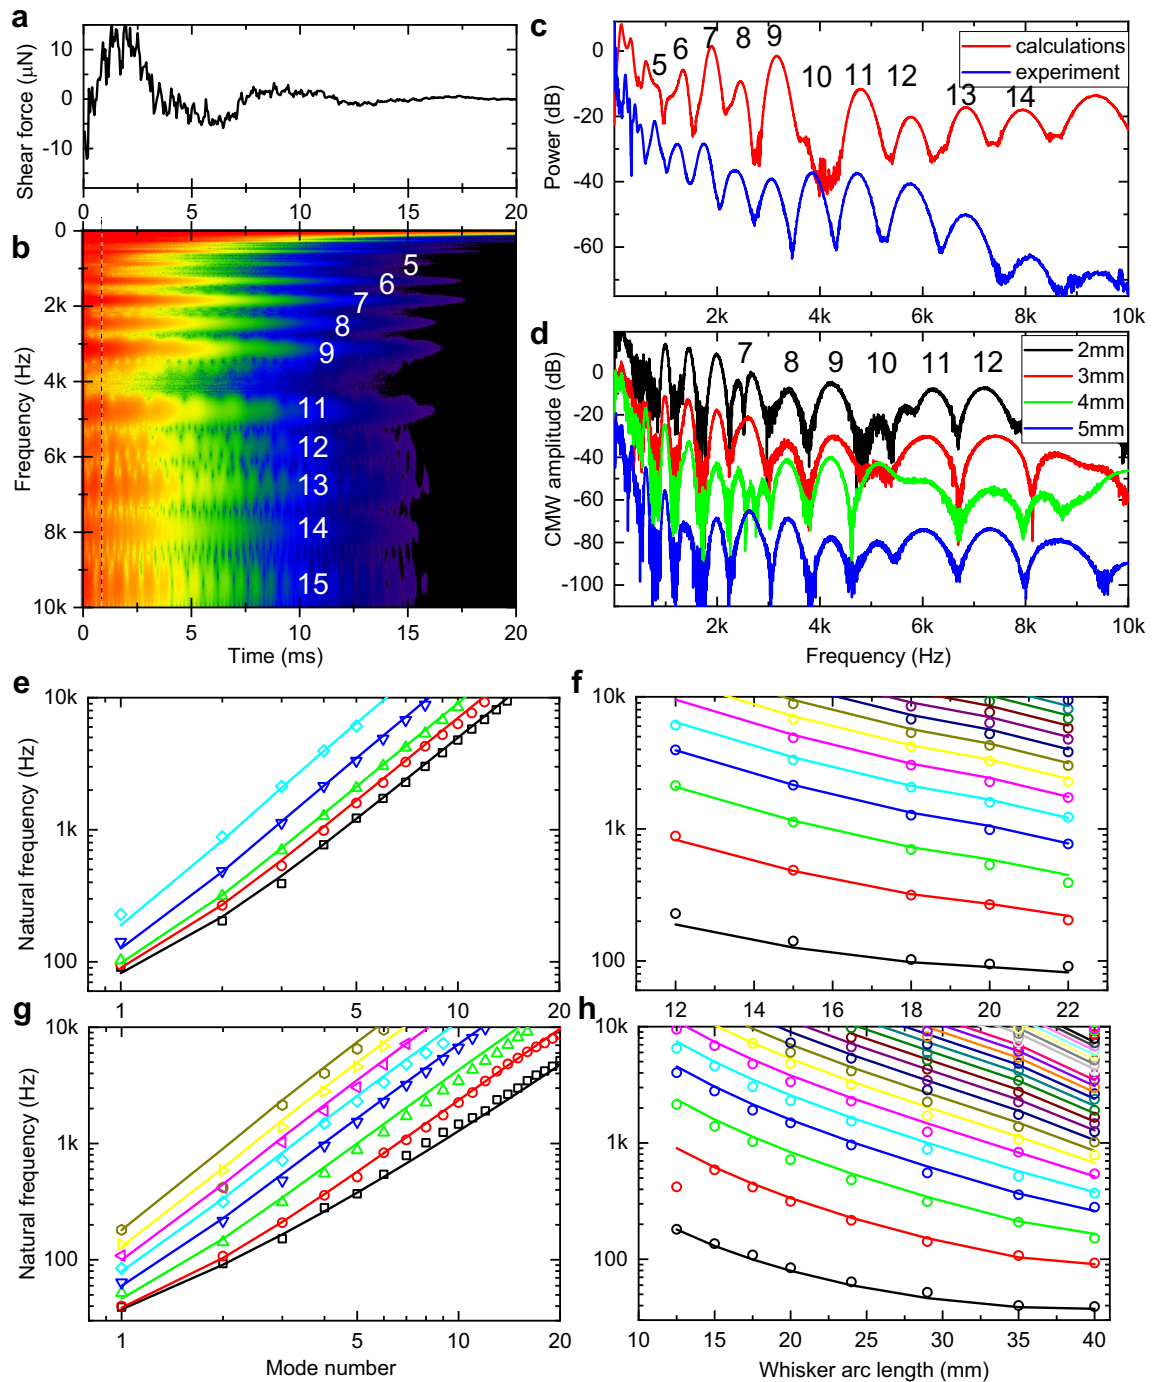 a
Shear force (μN)
10
0
-10
0 5 10 15 20
b
Frequency (Hz)
0
2k
4k
6k
8k
10k
5
6
7
8
9
11
12
13
14
15
0 5 10 15 20
Time (ms)
c
Power (dB)
0
-20
-40
-60
5 6 7 8 9 10 11 12 13 14
calculations
experiment
2k 4k 6k 8k 10k
d
CMW amplitude (dB)
0
-20
-40
-60
-80
-100
7 8 9 10 11 12
2mm
3mm
4mm
5mm
2k 4k 6k 8k 10k
Frequency (Hz)
e
Natural frequency (Hz)
10k
1k
100
1 5 10 20
f
10k
1k
100
12 14 16 18 20 22
g
Natural frequency (Hz)
10k
1k
100
1 5 10 20
Mode number
h
10k
1k
100
10 15 20 25 30 35 40
Whisker arc length (mm)